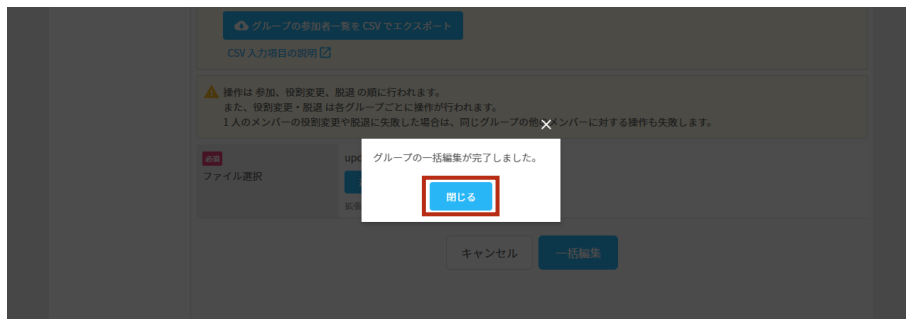 グループの参加者一覧を CSV でエクスポート
CSV 入力項目の説明
操作は 参加、役割変更、脱退 の順に行われます。
また、役割変更・脱退 は各グループごとに操作が行われます。
1 人のメンバーの役割変更や脱退に失敗した場合は、同じグループの他 メンバーに対する操作も失敗します。
グループの一括編集が完了しました。
閉じる
必須
ファイル選択
upd
拡張
キャンセル
一括編集